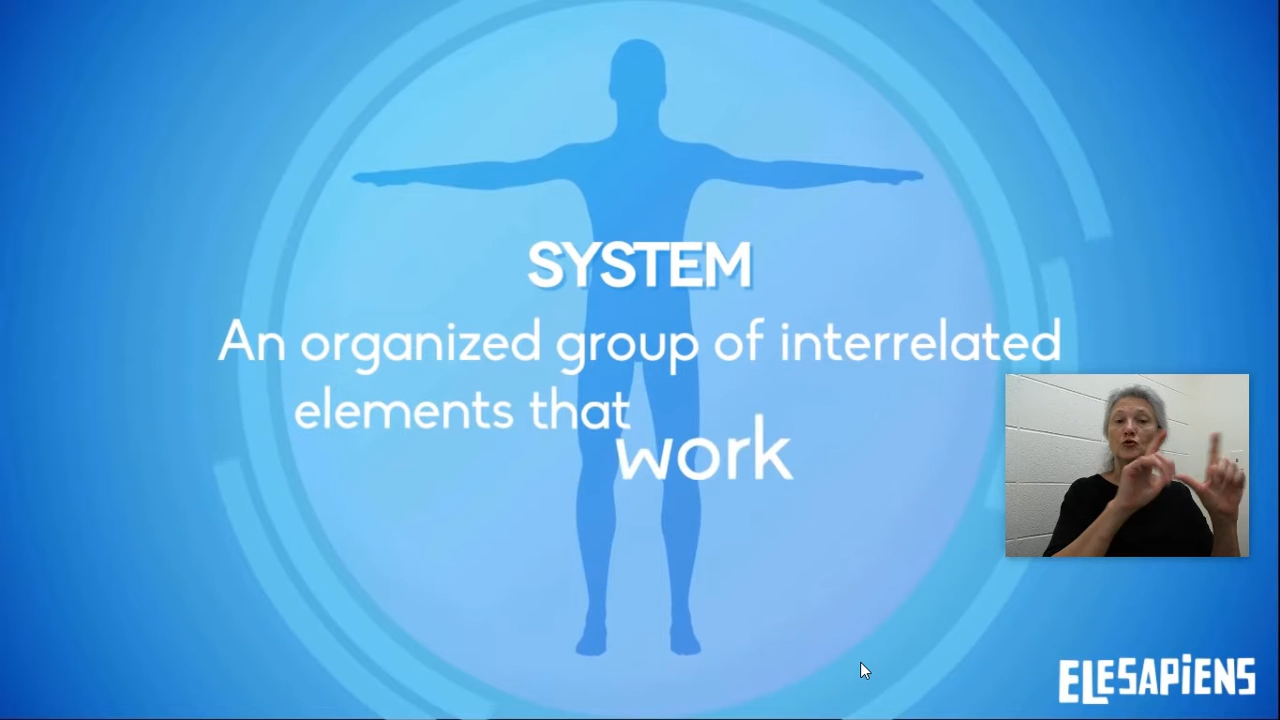 SYSTEM
An organized group of interrelated
elements that work
ELESAPiENS